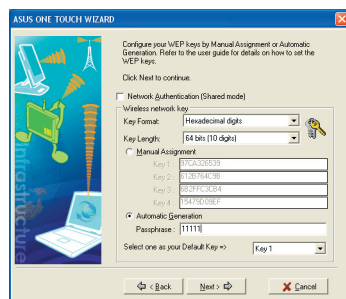 ASUS ONE TOUCH WIZARD
Configure your WEP keys by Manual Assignment or Automatic
Generation. Refer to the user guide for details on how to set the
WEP keys.
Click Next to continue.
Network Authentication (Shared mode)
Wireless network key
Key Format: Hexadecimal digits
Key Length: 64 bits (10 digits)
Manual Assignment
Key 1 : 97CA326539
Key 2 : 612B764C9B
Key 3 : 6B2FFC3CB4
Key 4 : 15479D09EF
Automatic Generation
Passphrase : 11111
Select one as your Default Key => Key 1
< Back Next > Cancel
Infrastructure